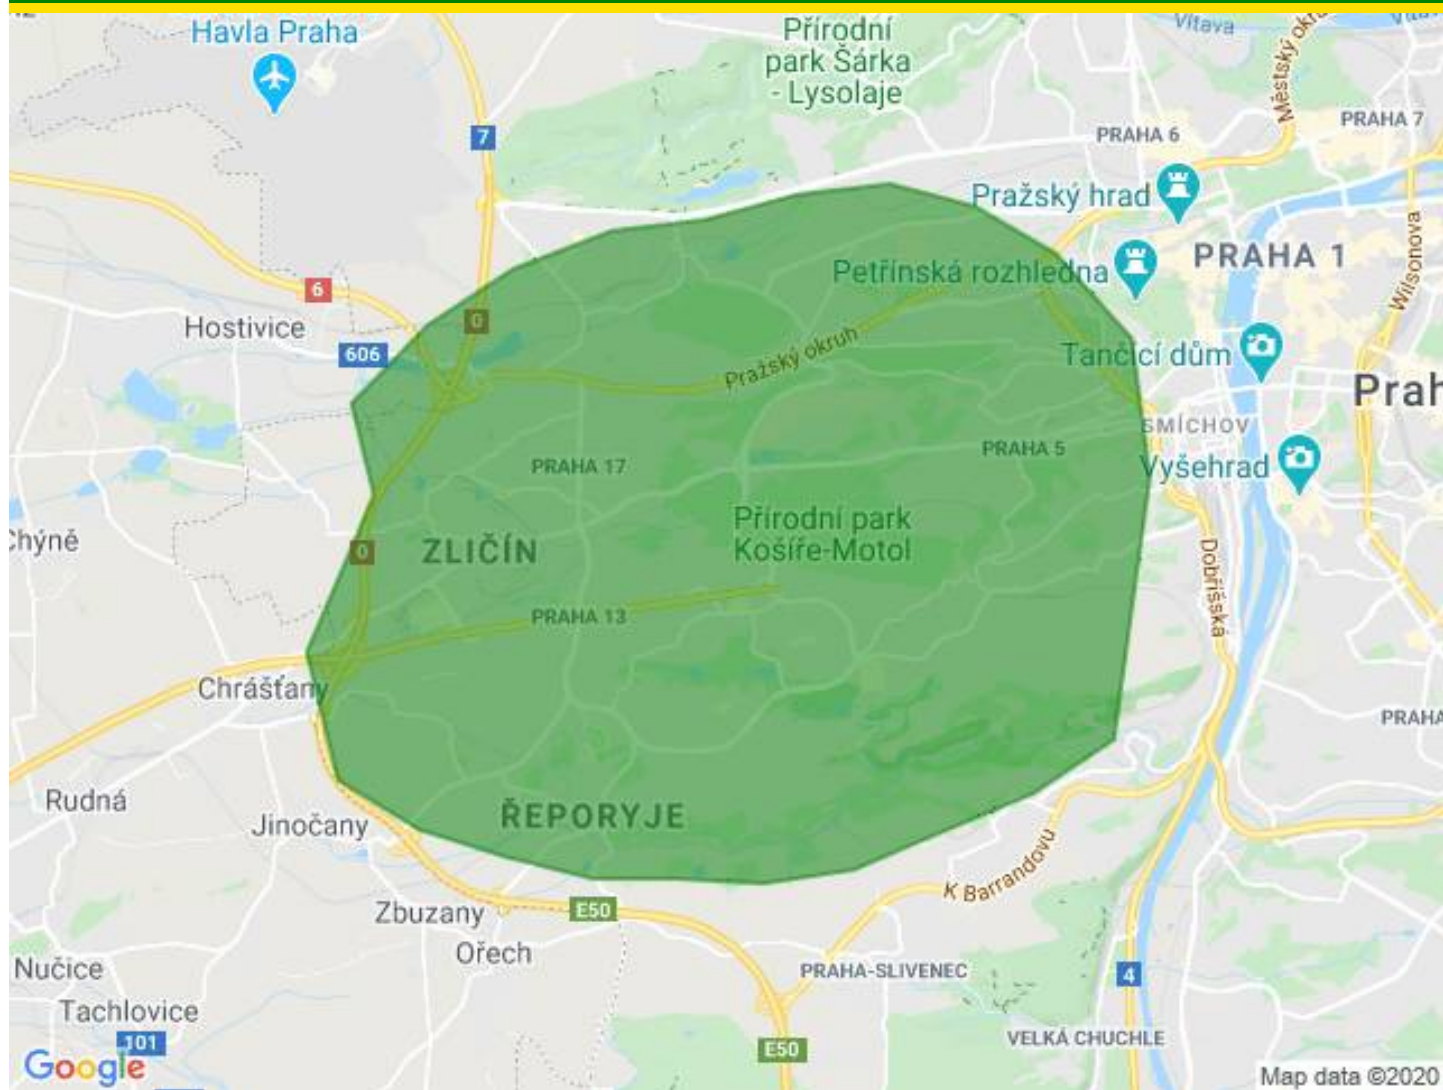 Havla Praha
Přírodní
park Šárka
- Lysolaje
Vltava
Městský okru
PRAHA 6
PRAHA 7
7
Pražský hrad
PRAHA 1
Petřínská rozhledna
Wilsonova
6
0
Hostivice
606
Pražský okruh
Tančící dům
Prah
SMÍCHOV
PRAHA 5
PRAHA 17
Vyšehrad
Přírodní park
Košíře-Motol
Chýně
0
ZLIČÍN
Dobříšská
PRAHA 13
Chrášťany
PRAHA
Rudná
Jinočany
ŘEPORYJE
K Barrandovu
Zbuzany
E50
Ořech
Nučice
PRAHA-SLIVENEC
4
Tachlovice
101
E50
VELKÁ CHUCHLE
Google
Map data ©2020